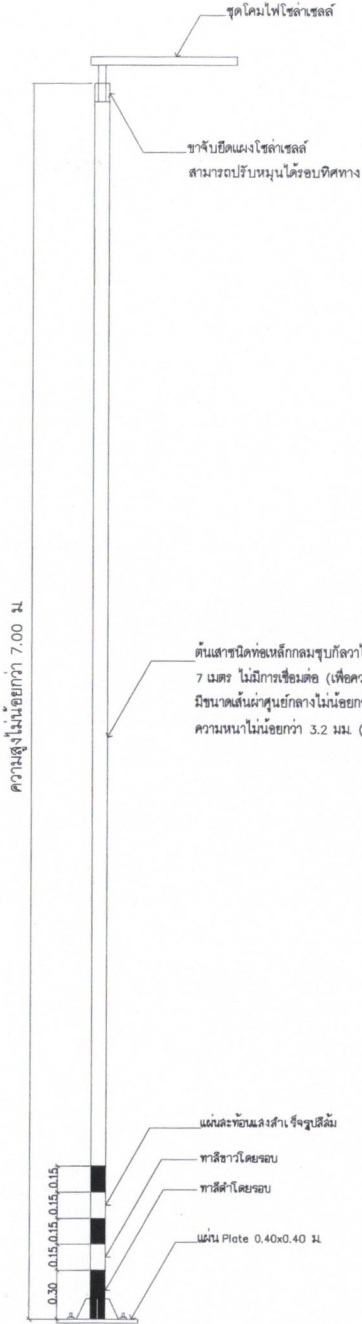 ชุดโคมไฟโซล่าเซลล์
ขาจับยึดแผงโซล่าเซลล์
สามารถปรับหมุนได้รอบทิศทาง
ความสูงไม่น้อยกว่า 7.00 ม.
ต้นเสาชนิดท่อเหล็กกลมชุบกัลวาไ
7 เมตร ไม่มีการเชื่อมต่อ (เพื่อคว
มีขนาดเส้นผ่าศูนย์กลางไม่น้อยก
ความหนาไม่น้อยกว่า 3.2 มม. (
แผ่นสะท้อนแสงสำเร็จรูปสีส้ม
ทาสีขาวโดยรอบ
ทาสีดำโดยรอบ
แผ่น Plate 0.40x0.40 ม.
0.15
0.15
0.15
0.15
0.30